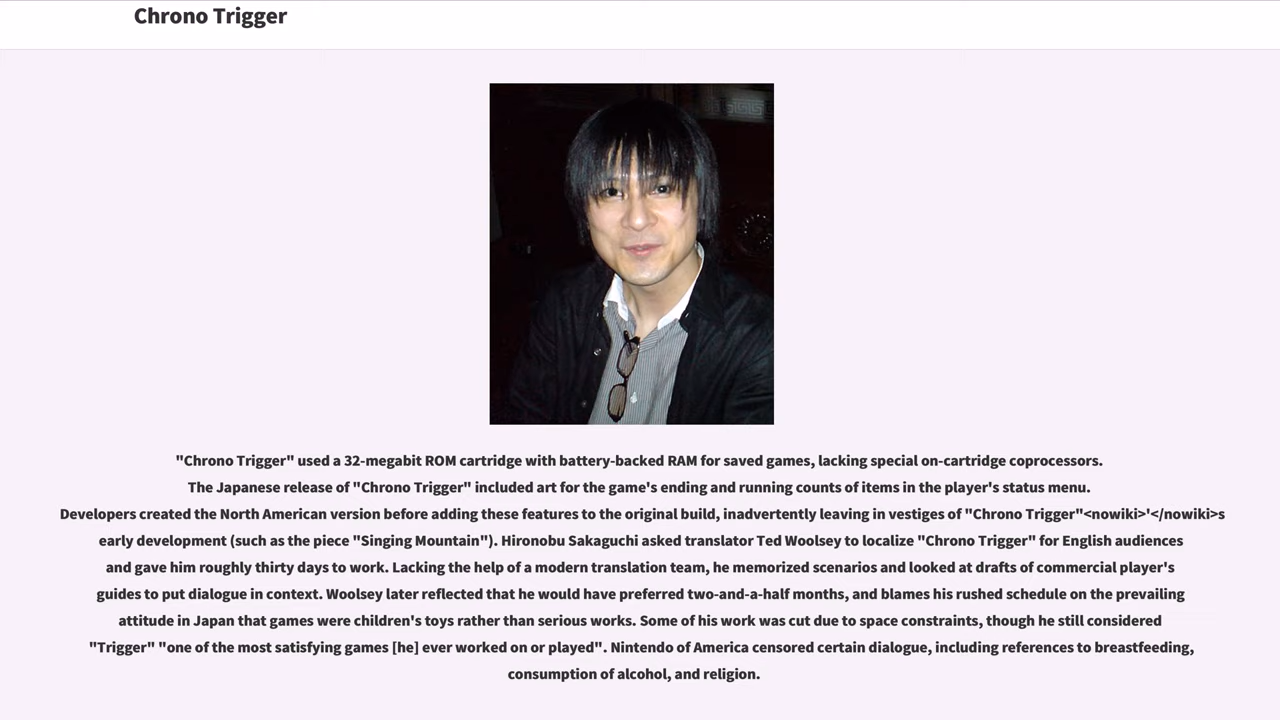 Chrono Trigger
"Chrono Trigger" used a 32-megabit ROM cartridge with battery-backed RAM for saved games, lacking special on-cartridge coprocessors.
The Japanese release of "Chrono Trigger" included art for the game's ending and running counts of items in the player's status menu.
Developers created the North American version before adding these features to the original build, inadvertently leaving in vestiges of "Chrono Trigger"<nowiki>'</nowiki>s
early development (such as the piece "Singing Mountain"). Hironobu Sakaguchi asked translator Ted Woolsey to localize "Chrono Trigger" for English audiences
and gave him roughly thirty days to work. Lacking the help of a modern translation team, he memorized scenarios and looked at drafts of commercial player's
guides to put dialogue in context. Woolsey later reflected that he would have preferred two-and-a-half months, and blames his rushed schedule on the prevailing
attitude in Japan that games were children's toys rather than serious works. Some of his work was cut due to space constraints, though he still considered
"Trigger" "one of the most satisfying games [he] ever worked on or played". Nintendo of America censored certain dialogue, including references to breastfeeding,
consumption of alcohol, and religion.